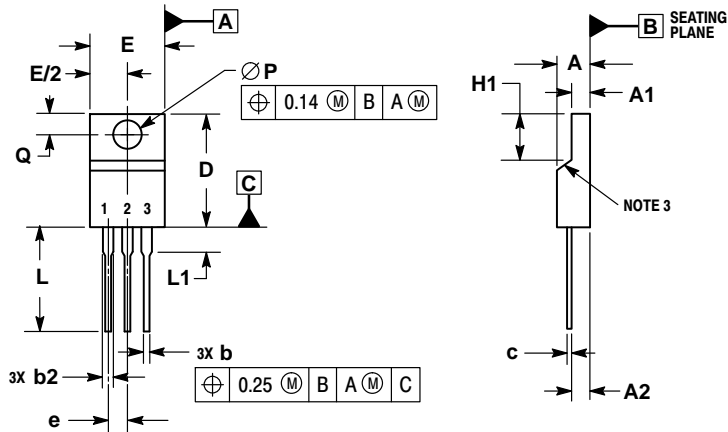 A
E
E/2
∅ P
⌖ 0.14 Ⓜ B A Ⓜ
Q
D
C
1 2 3
L
L1
3X b
3X b2
⌖ 0.25 Ⓜ B A Ⓜ C
e
B SEATING PLANE
A
H1
A1
NOTE 3
c
A2